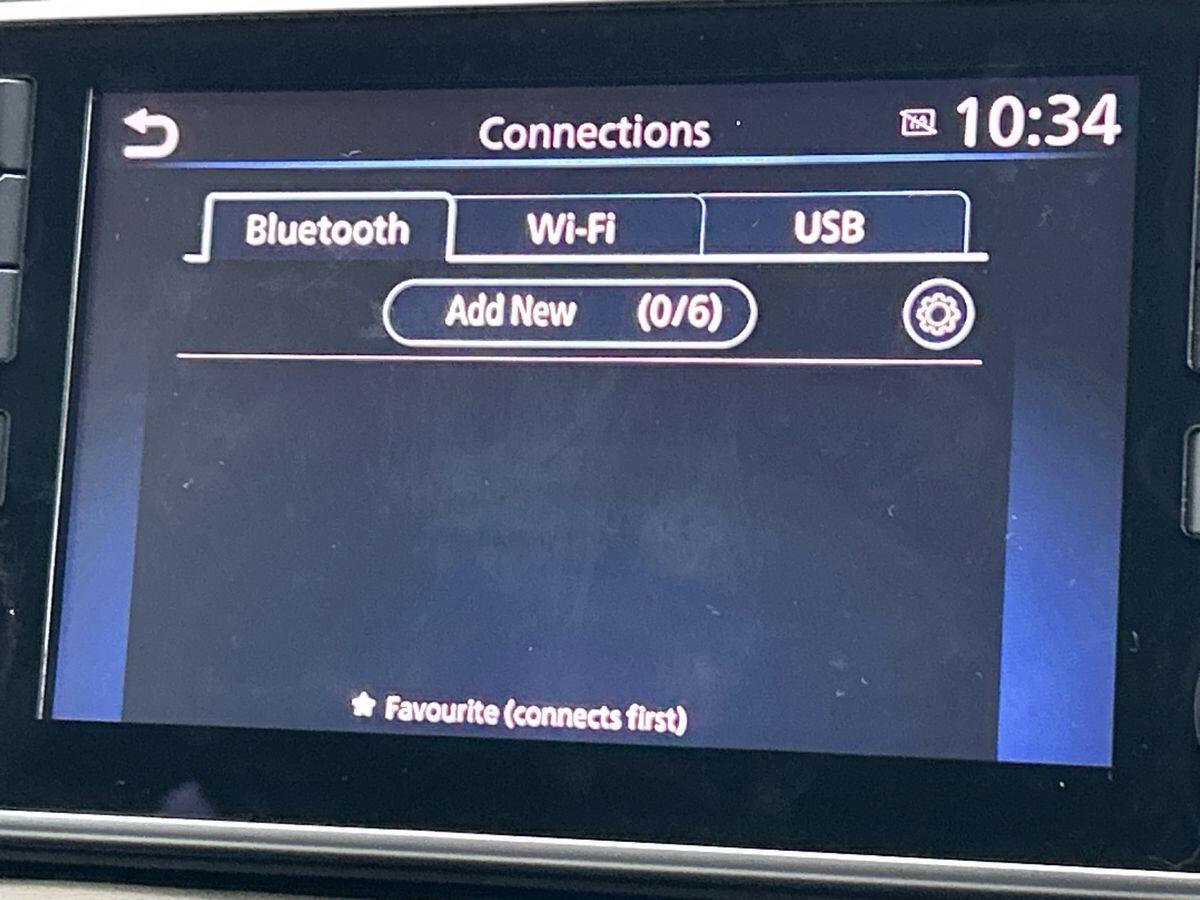 Connections
10:34
Bluetooth Wi-Fi USB
Add New (0/6)
Favourite (connects first)